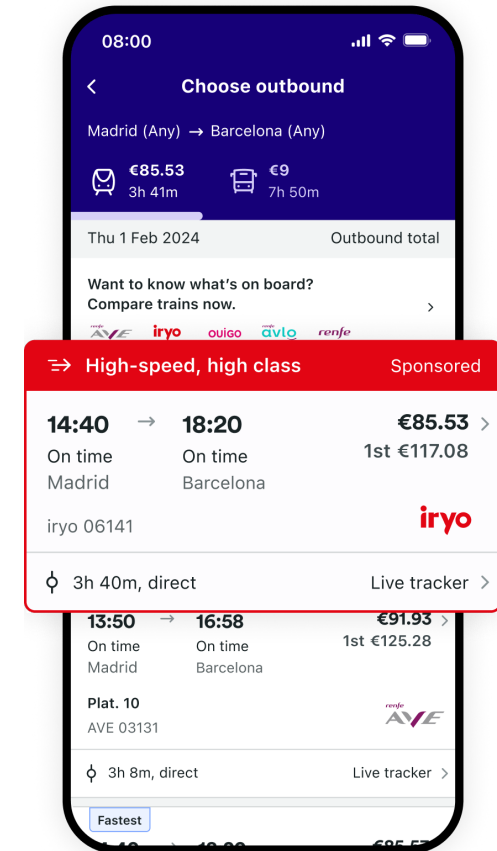 08:00
Choose outbound
Madrid (Any) → Barcelona (Any)
€85.53 €9
3h 41m 7h 50m
Thu 1 Feb 2024 Outbound total
Want to know what's on board?
Compare trains now.
renfe AVE iryo OUIGO renfe avlo renfe
High-speed, high class Sponsored
14:40 → 18:20 €85.53
On time On time 1st €117.08
Madrid Barcelona
iryo 06141 iryo
3h 40m, direct Live tracker
13:50 → 16:58 €91.93
On time On time 1st €125.28
Madrid Barcelona
Plat. 10
AVE 03131 renfe AVE
3h 8m, direct Live tracker
Fastest